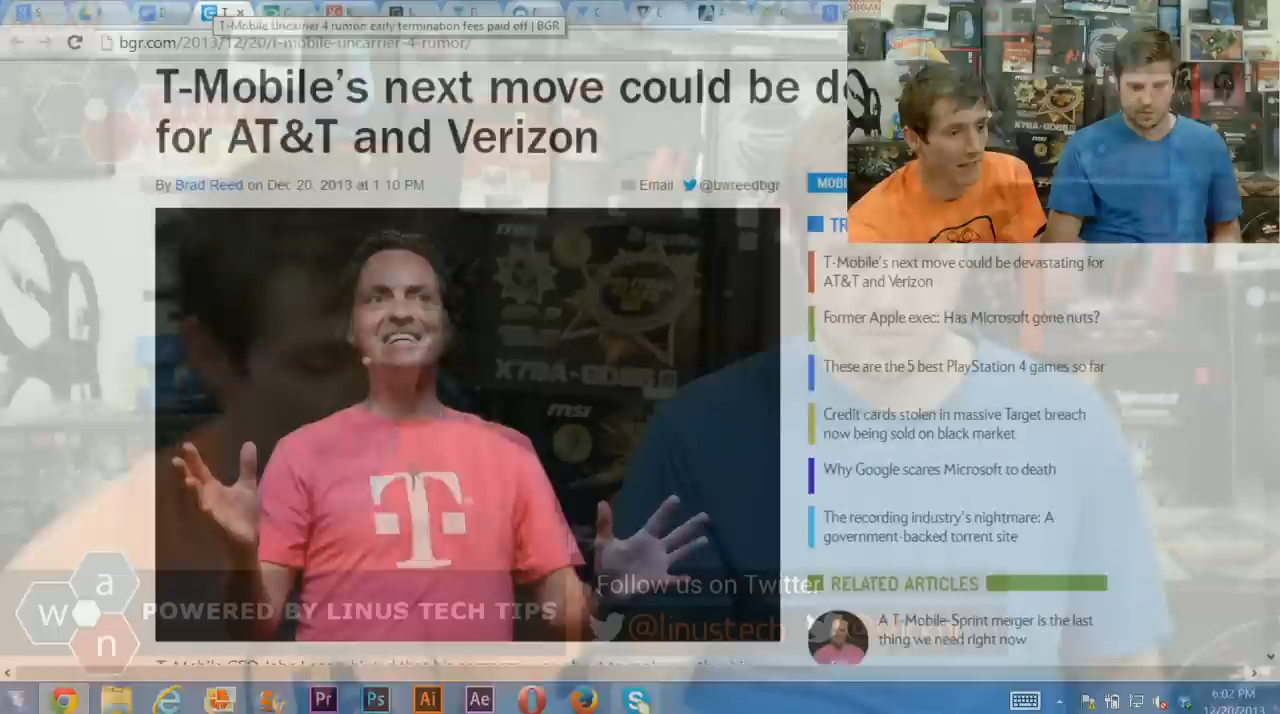 T-Mobile Uncarrier 4 rumor: early termination fees paid off | BGR
bgr.com/2013/12/20/t-mobile-uncarrier-4-rumor/
T-Mobile's next move could be
for AT&T and Verizon
By Brad Reed on Dec 20, 2013 at 1:10 PM
Email @bwreedbgr
T-Mobile's next move could be devastating for
AT&T and Verizon
Former Apple exec: Has Microsoft gone nuts?
These are the 5 best PlayStation 4 games so far
Credit cards stolen in massive Target breach
now being sold on black market
Why Google scares Microsoft to death
The recording industry's nightmare: A
government-backed torrent site
RELATED ARTICLES
A T-Mobile-Sprint merger is the last
thing we need right now
T
msi
Follow us on Twitter
@linustech
wan
POWERED BY LINUS TECH TIPS
Pr Ps Ai Ae
6:02 PM
12/20/2013